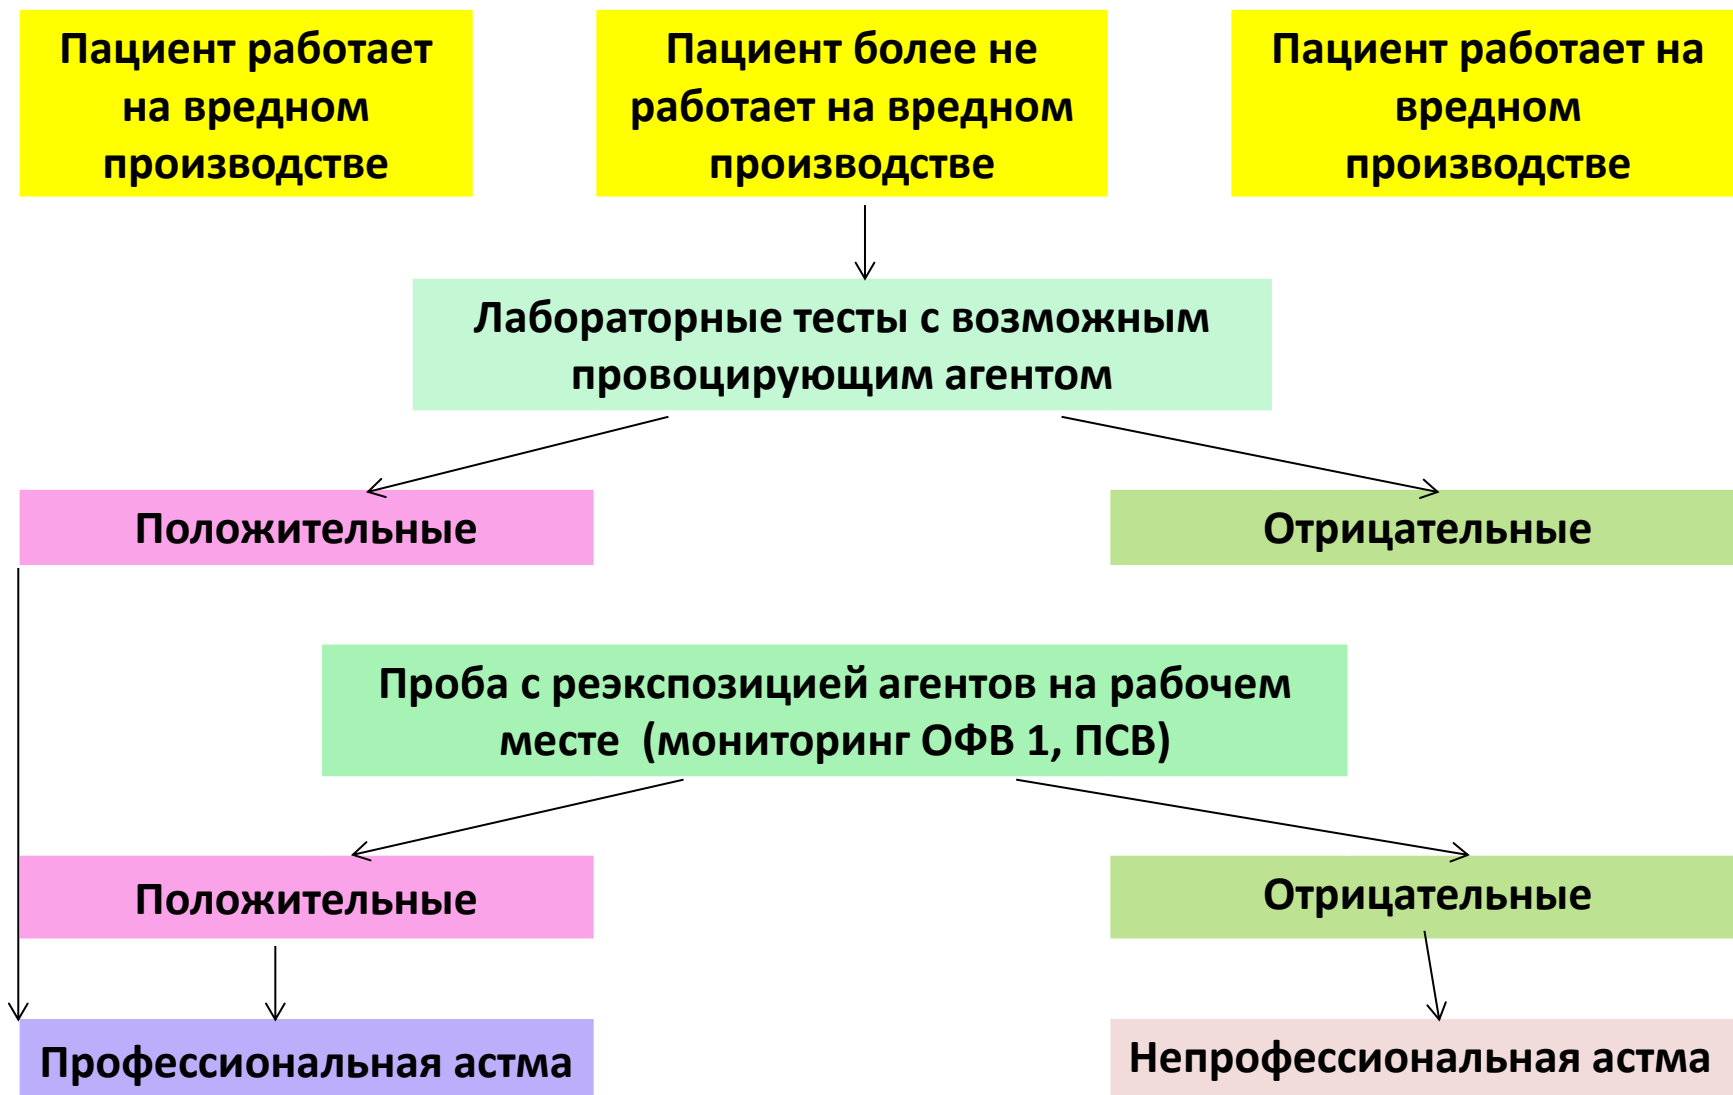 Пациент работает
на вредном
производстве
Пациент более не
работает на вредном
производстве
Пациент работает на
вредном
производстве
Лабораторные тесты с возможным
провоцирующим агентом
Положительные
Отрицательные
Проба с реэкспозицией агентов на рабочем
месте (мониторинг ОФВ 1, ПСВ)
Положительные
Отрицательные
Профессиональная астма
Непрофессиональная астма